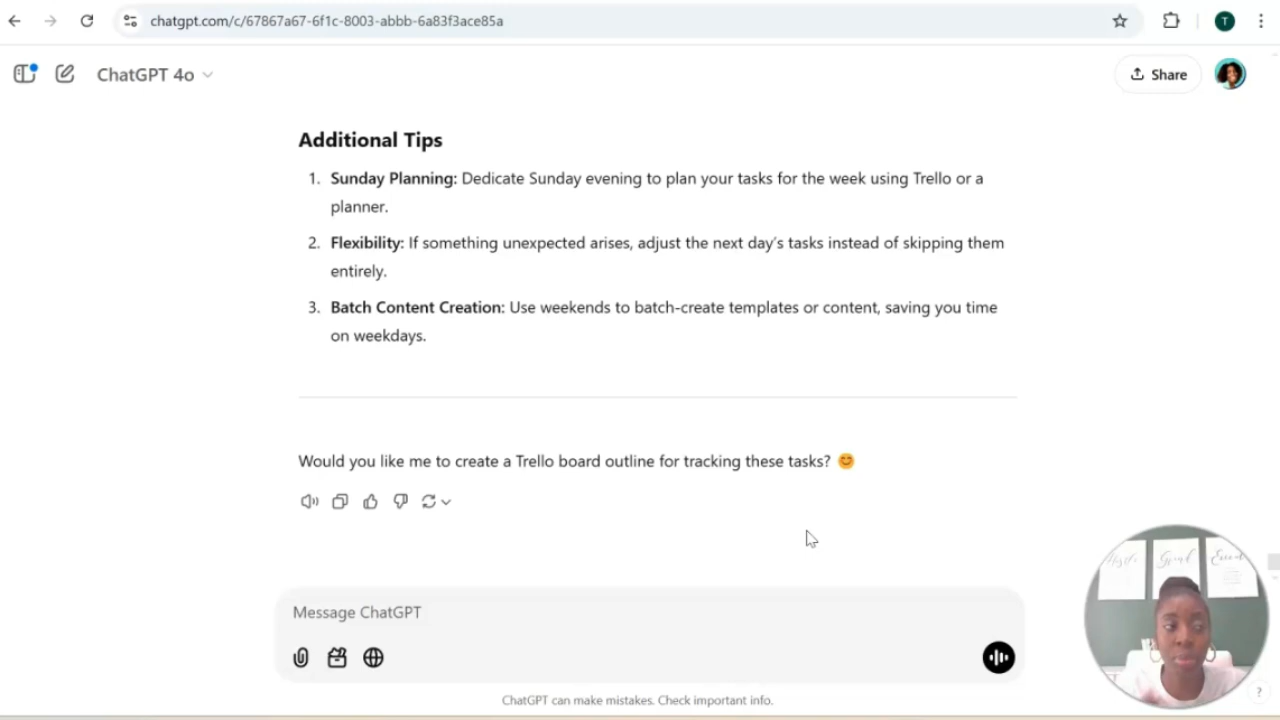 chatgpt.com/c/67867a67-6f1c-8003-abbb-6a83f3ace85a
T
ChatGPT 4o
Share
Additional Tips
1. Sunday Planning: Dedicate Sunday evening to plan your tasks for the week using Trello or a
planner.
2. Flexibility: If something unexpected arises, adjust the next day's tasks instead of skipping them
entirely.
3. Batch Content Creation: Use weekends to batch-create templates or content, saving you time
on weekdays.
Would you like me to create a Trello board outline for tracking these tasks? 😊
Message ChatGPT
Hustle
Grind
Execute
ChatGPT can make mistakes. Check important info.
?